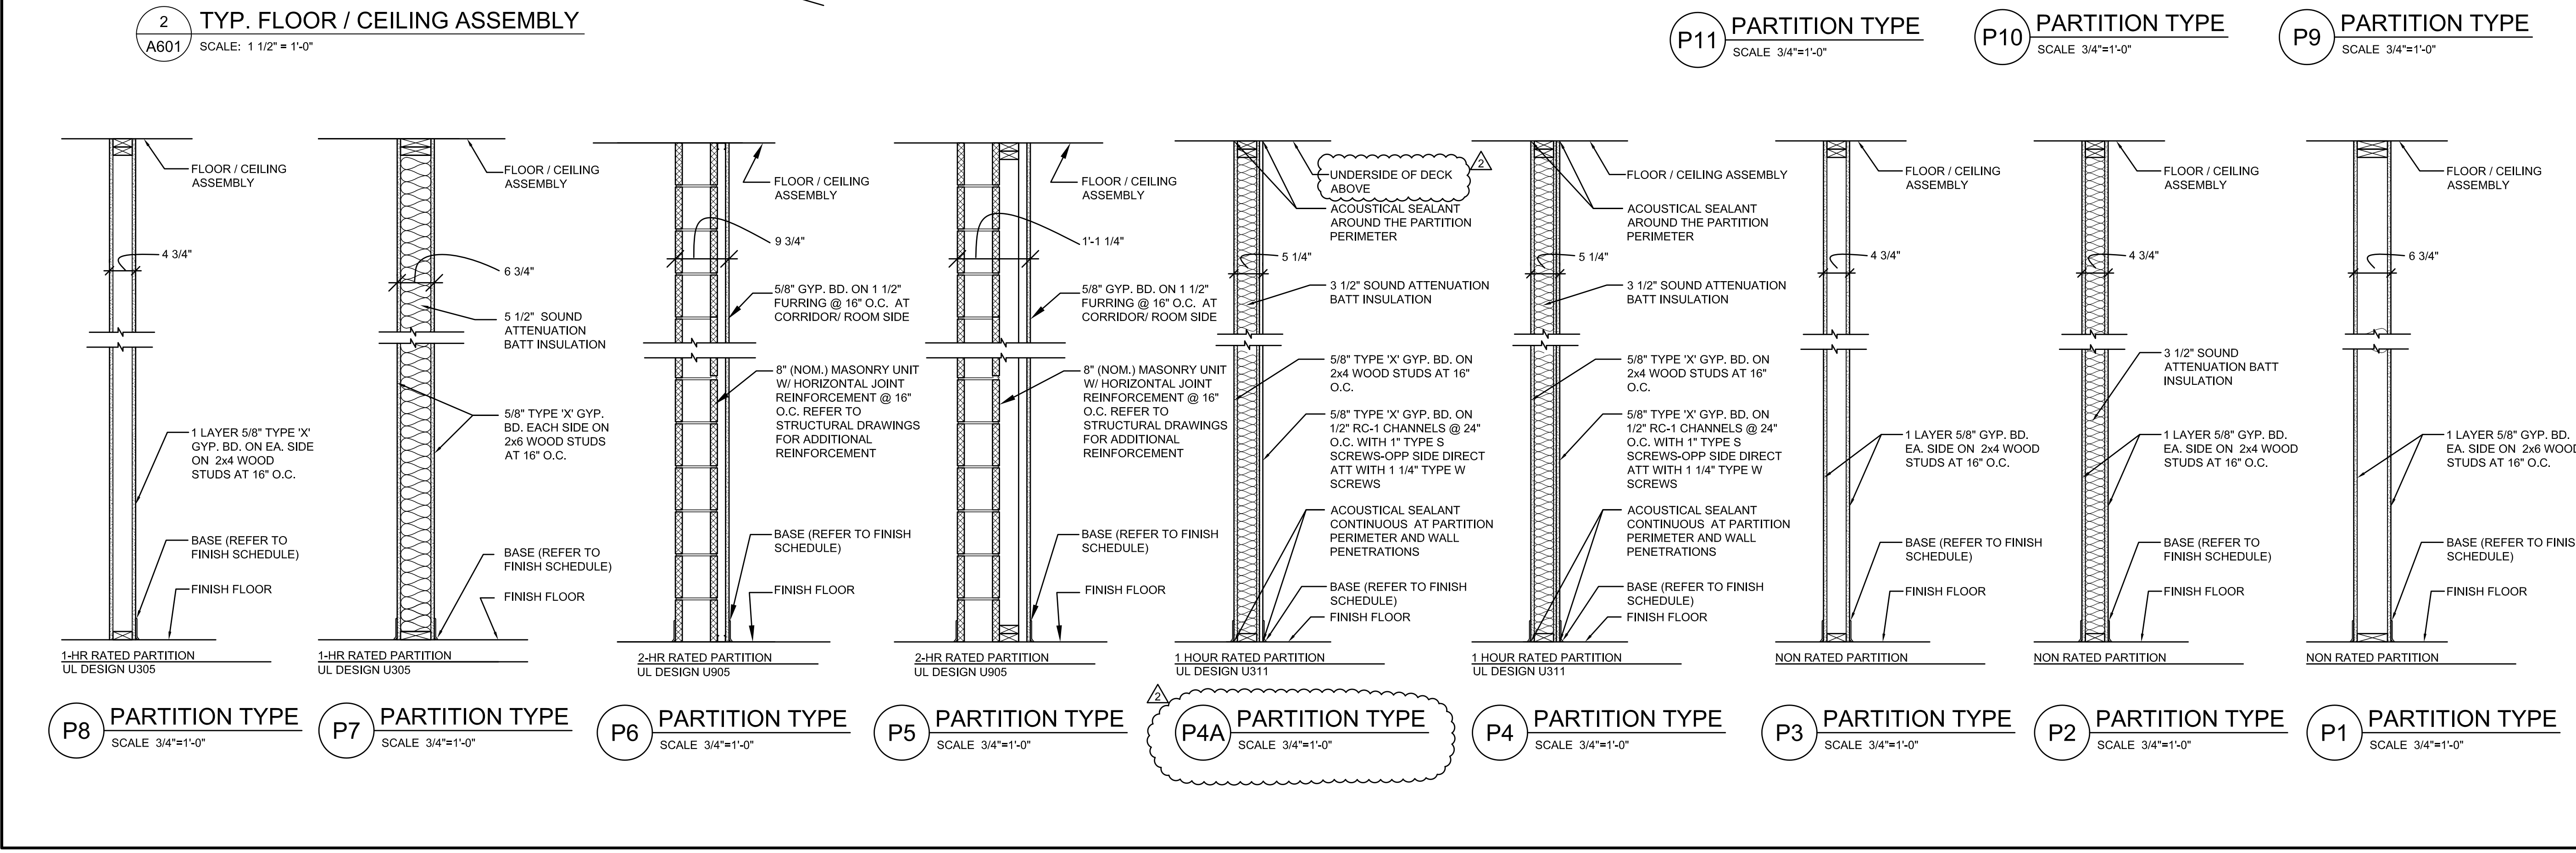 2
A601
TYP. FLOOR / CEILING ASSEMBLY
SCALE: 1 1/2" = 1'-0"
P11
PARTITION TYPE
SCALE 3/4"=1'-0"
P10
PARTITION TYPE
SCALE 3/4"=1'-0"
P9
PARTITION TYPE
SCALE 3/4"=1'-0"
FLOOR / CEILING
ASSEMBLY
4 3/4"
1 LAYER 5/8" TYPE 'X'
GYP. BD. ON EA. SIDE
ON 2x4 WOOD
STUDS AT 16" O.C.
BASE (REFER TO
FINISH SCHEDULE)
FINISH FLOOR
1-HR RATED PARTITION
UL DESIGN U305
P8
PARTITION TYPE
SCALE 3/4"=1'-0"
FLOOR / CEILING
ASSEMBLY
6 3/4"
5 1/2" SOUND
ATTENUATION
BATT INSULATION
5/8" TYPE 'X' GYP.
BD. EACH SIDE ON
2x6 WOOD STUDS
AT 16" O.C.
BASE (REFER TO
FINISH SCHEDULE)
FINISH FLOOR
1-HR RATED PARTITION
UL DESIGN U305
P7
PARTITION TYPE
SCALE 3/4"=1'-0"
FLOOR / CEILING
ASSEMBLY
9 3/4"
5/8" GYP. BD. ON 1 1/2"
FURRING @ 16" O.C. AT
CORRIDOR/ ROOM SIDE
8" (NOM.) MASONRY UNIT
W/ HORIZONTAL JOINT
REINFORCEMENT @ 16"
O.C. REFER TO
STRUCTURAL DRAWINGS
FOR ADDITIONAL
REINFORCEMENT
BASE (REFER TO FINISH
SCHEDULE)
FINISH FLOOR
2-HR RATED PARTITION
UL DESIGN U905
P6
PARTITION TYPE
SCALE 3/4"=1'-0"
FLOOR / CEILING
ASSEMBLY
1'-1 1/4"
5/8" GYP. BD. ON 1 1/2"
FURRING @ 16" O.C. AT
CORRIDOR/ ROOM SIDE
8" (NOM.) MASONRY UNIT
W/ HORIZONTAL JOINT
REINFORCEMENT @ 16"
O.C. REFER TO
STRUCTURAL DRAWINGS
FOR ADDITIONAL
REINFORCEMENT
BASE (REFER TO FINISH
SCHEDULE)
FINISH FLOOR
2-HR RATED PARTITION
UL DESIGN U905
P5
PARTITION TYPE
SCALE 3/4"=1'-0"
2
UNDERSIDE OF DECK
ABOVE
ACOUSTICAL SEALANT
AROUND THE PARTITION
PERIMETER
5 1/4"
3 1/2" SOUND ATTENUATION
BATT INSULATION
5/8" TYPE 'X' GYP. BD. ON
2x4 WOOD STUDS AT 16"
O.C.
5/8" TYPE 'X' GYP. BD. ON
1/2" RC-1 CHANNELS @ 24"
O.C. WITH 1" TYPE S
SCREWS-OPP SIDE DIRECT
ATT WITH 1 1/4" TYPE W
SCREWS
ACOUSTICAL SEALANT
CONTINUOUS AT PARTITION
PERIMETER AND WALL
PENETRATIONS
BASE (REFER TO FINISH
SCHEDULE)
FINISH FLOOR
1 HOUR RATED PARTITION
UL DESIGN U311
2
P4A
PARTITION TYPE
SCALE 3/4"=1'-0"
FLOOR / CEILING ASSEMBLY
ACOUSTICAL SEALANT
AROUND THE PARTITION
PERIMETER
5 1/4"
3 1/2" SOUND ATTENUATION
BATT INSULATION
5/8" TYPE 'X' GYP. BD. ON
2x4 WOOD STUDS AT 16"
O.C.
5/8" TYPE 'X' GYP. BD. ON
1/2" RC-1 CHANNELS @ 24"
O.C. WITH 1" TYPE S
SCREWS-OPP SIDE DIRECT
ATT WITH 1 1/4" TYPE W
SCREWS
ACOUSTICAL SEALANT
CONTINUOUS AT PARTITION
PERIMETER AND WALL
PENETRATIONS
BASE (REFER TO FINISH
SCHEDULE)
FINISH FLOOR
1 HOUR RATED PARTITION
UL DESIGN U311
P4
PARTITION TYPE
SCALE 3/4"=1'-0"
FLOOR / CEILING
ASSEMBLY
4 3/4"
1 LAYER 5/8" GYP. BD.
EA. SIDE ON 2x4 WOOD
STUDS AT 16" O.C.
BASE (REFER TO FINISH
SCHEDULE)
FINISH FLOOR
NON RATED PARTITION
P3
PARTITION TYPE
SCALE 3/4"=1'-0"
FLOOR / CEILING
ASSEMBLY
4 3/4"
3 1/2" SOUND
ATTENUATION BATT
INSULATION
1 LAYER 5/8" GYP. BD.
EA. SIDE ON 2x4 WOOD
STUDS AT 16" O.C.
BASE (REFER TO
FINISH SCHEDULE)
FINISH FLOOR
NON RATED PARTITION
P2
PARTITION TYPE
SCALE 3/4"=1'-0"
FLOOR / CEILING
ASSEMBLY
6 3/4"
1 LAYER 5/8" GYP. BD.
EA. SIDE ON 2x6 WOOD
STUDS AT 16" O.C.
BASE (REFER TO FINIS
SCHEDULE)
FINISH FLOOR
NON RATED PARTITION
P1
PARTITION TYPE
SCALE 3/4"=1'-0"